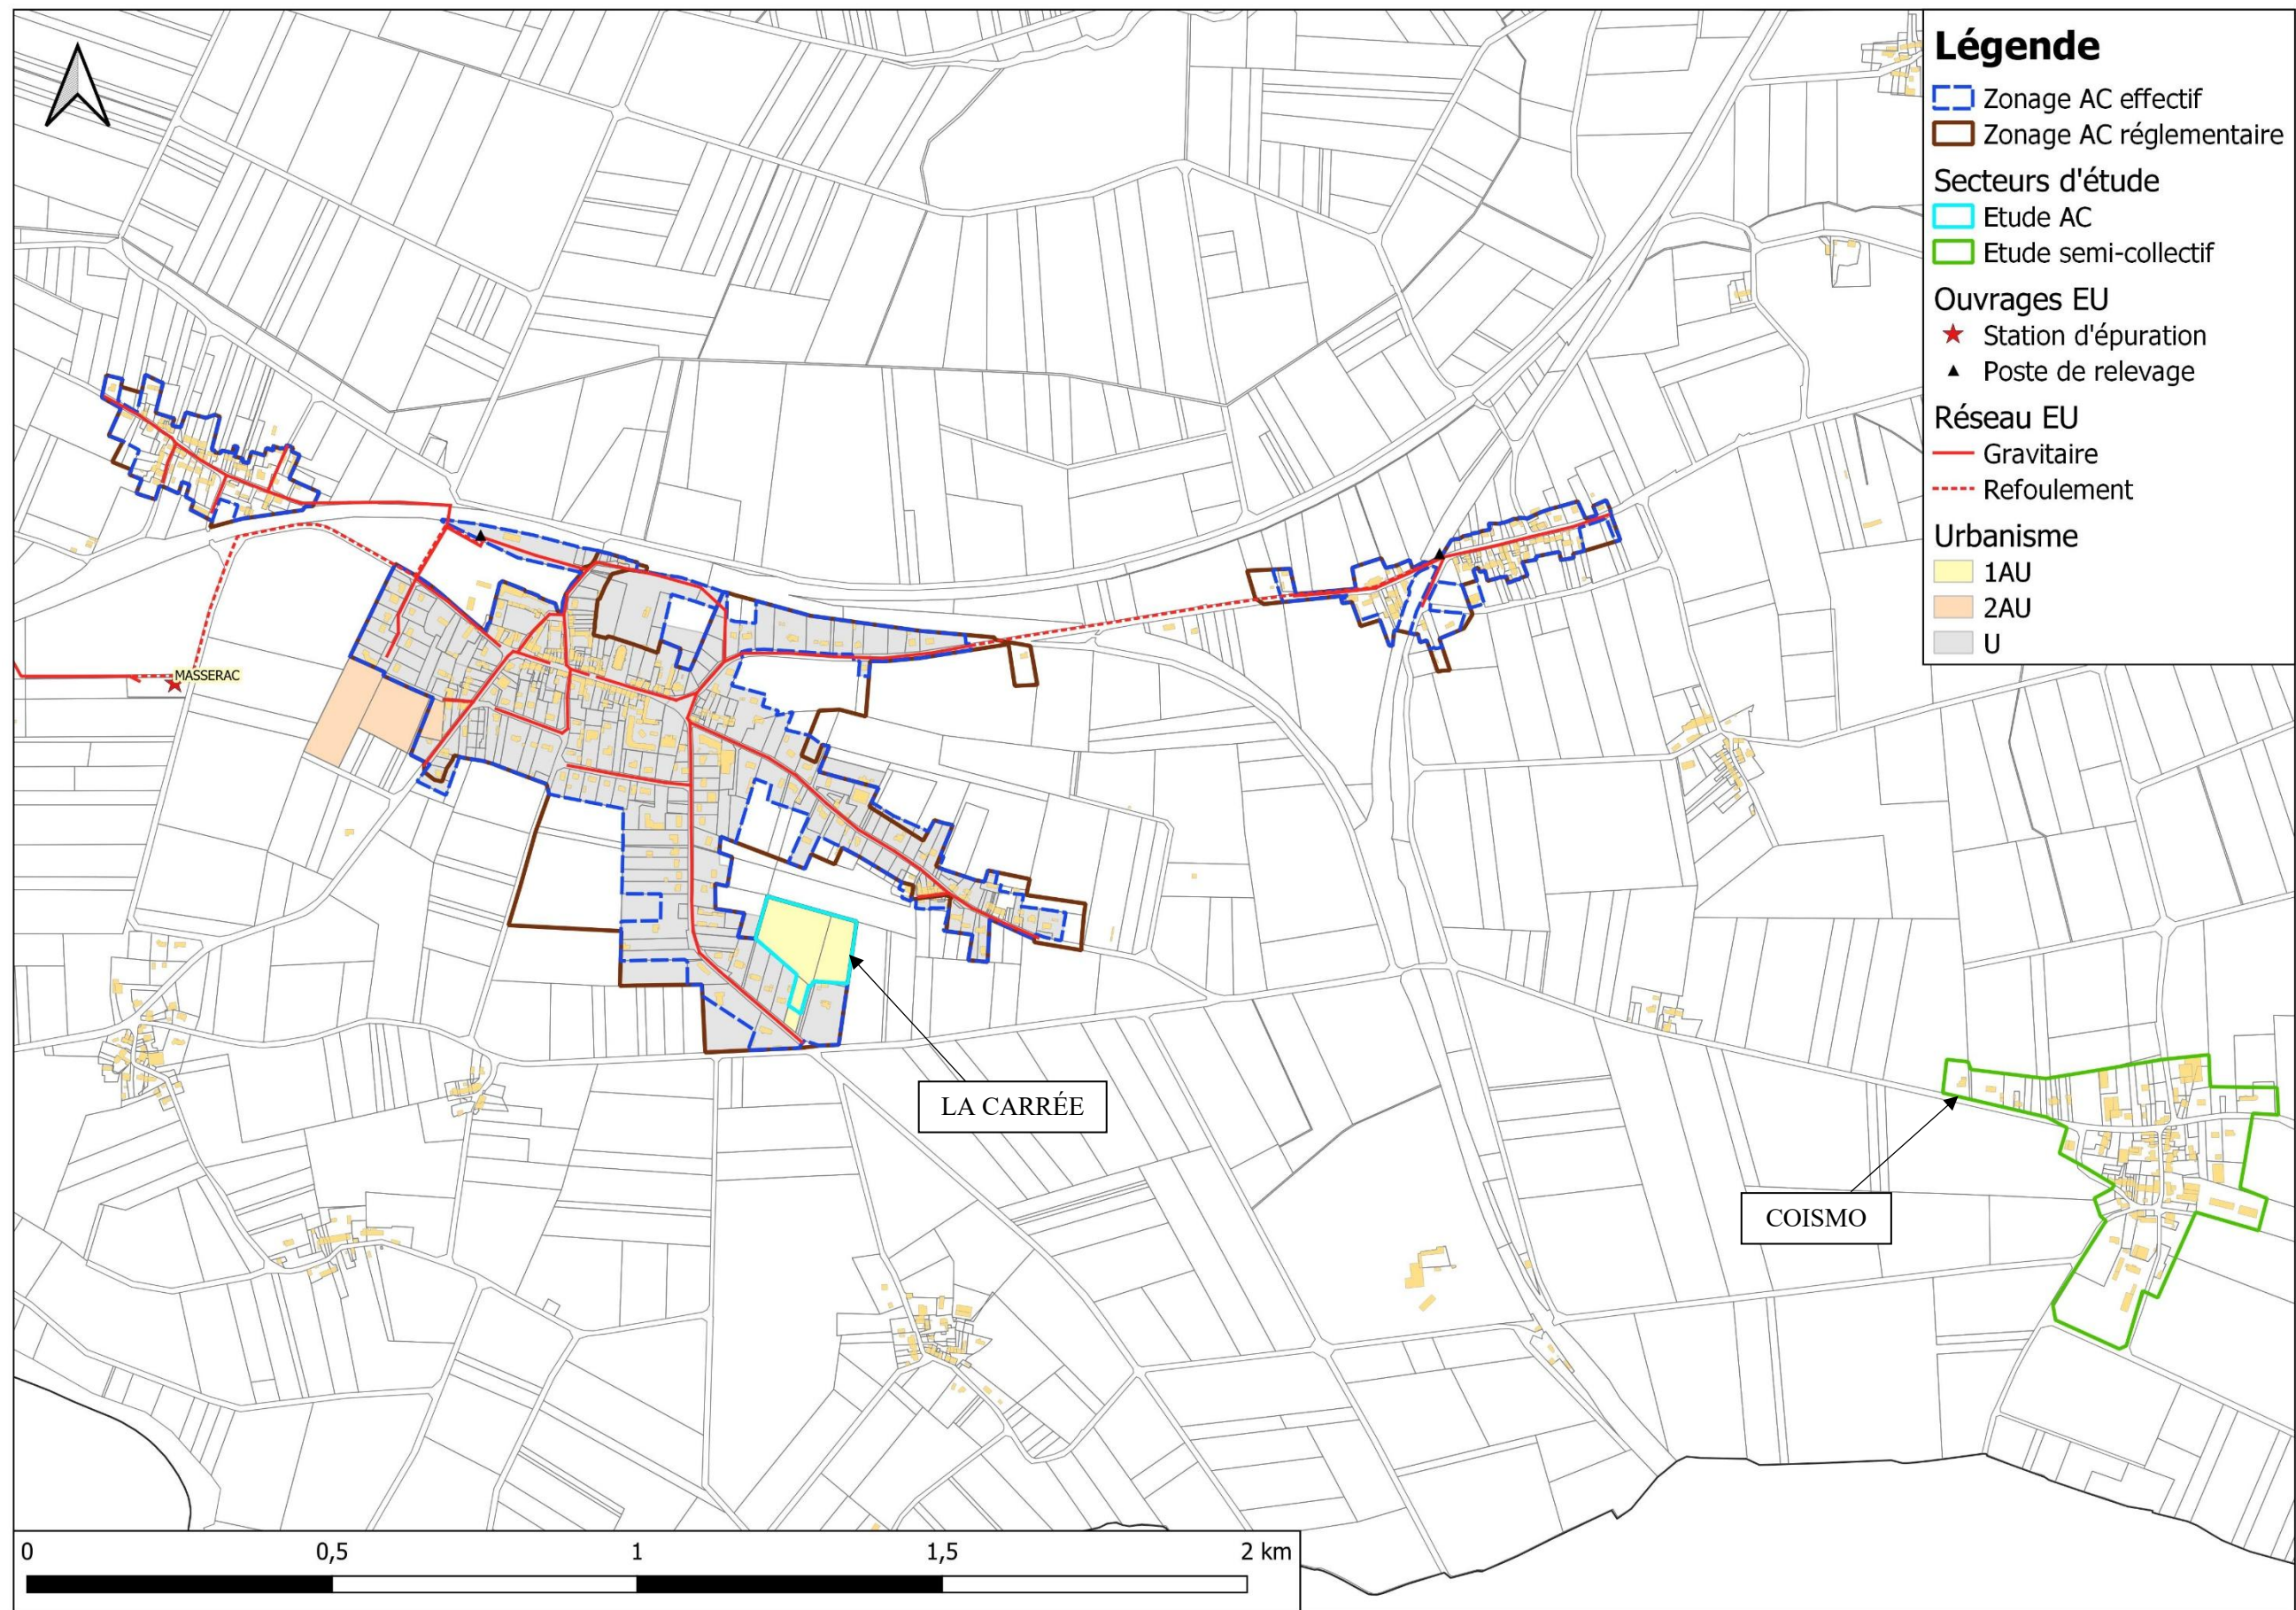 Légende
Zonage AC effectif
Zonage AC réglementaire
Secteurs d'étude
Etude AC
Etude semi-collectif
Ouvrages EU
Station d'épuration
Poste de relevage
Réseau EU
Gravitaire
Refoulement
Urbanisme
1AU
2AU
U
MASSERAC
LA CARRÉE
COISMO
0 0,5 1 1,5 2 km